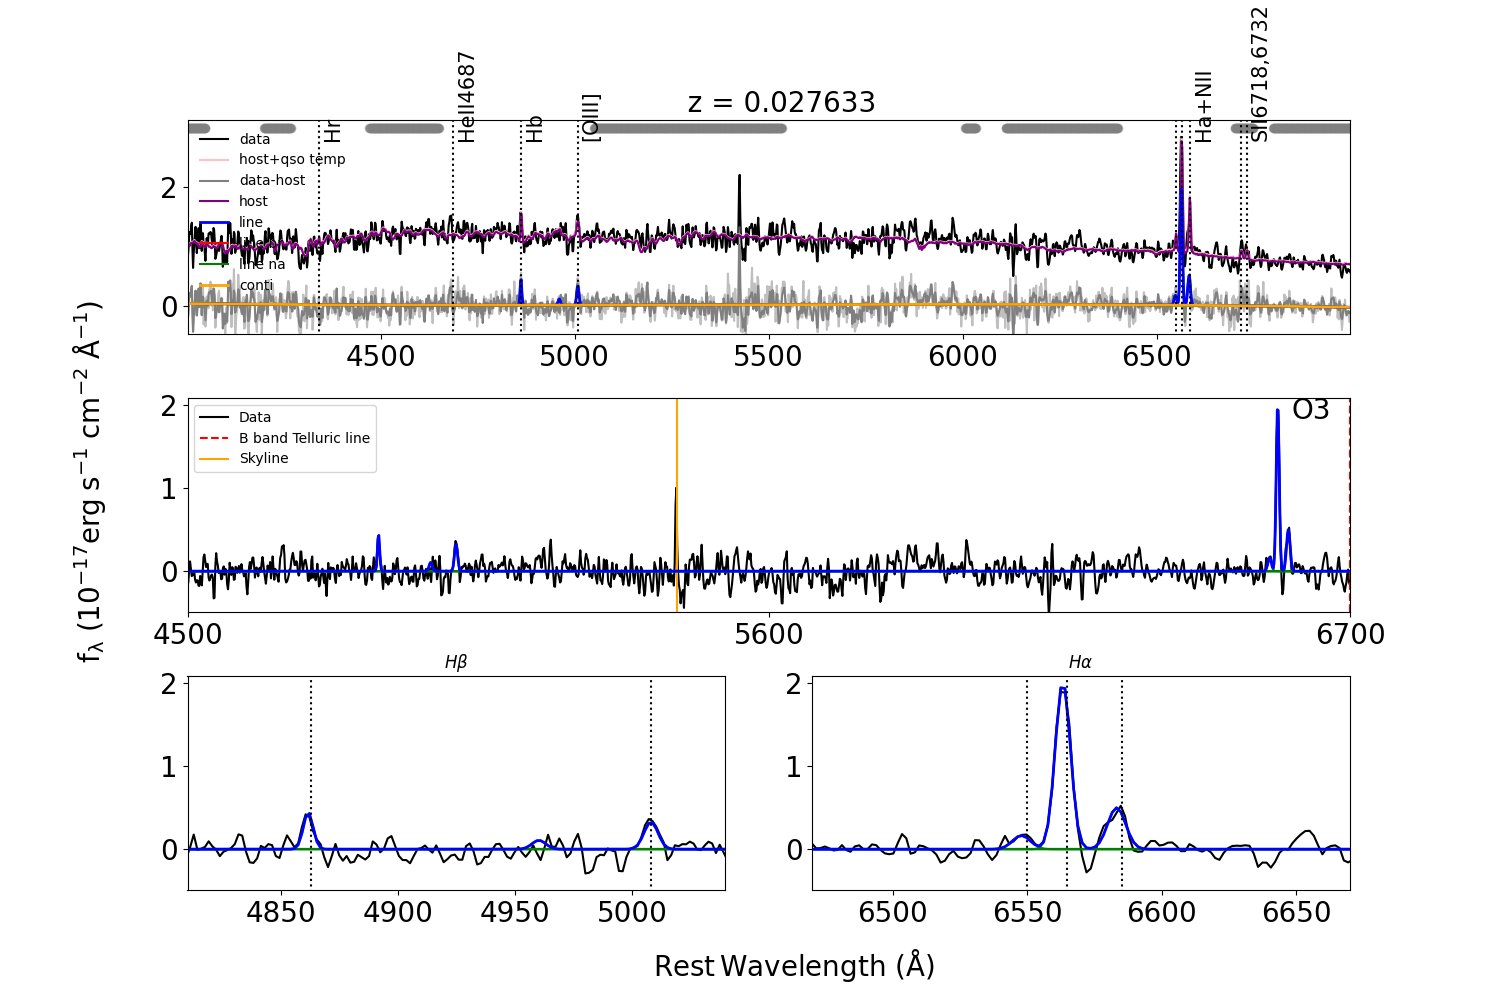 z = 0.027633
Hr
HeII4687
Hb
[OIII]
Ha+NII
SII6718,6732
data
host+qso temp
data-host
host
line
line na
conti
2
0
4500 5000 5500 6000 6500
fλ (10−17erg s−1 cm−2 Å−1)
Data
B band Telluric line
Skyline
O3
2
1
0
4500 5600 6700
Hβ
2
1
0
4850 4900 4950 5000
Hα
2
1
0
6500 6550 6600 6650
Rest Wavelength (Å)